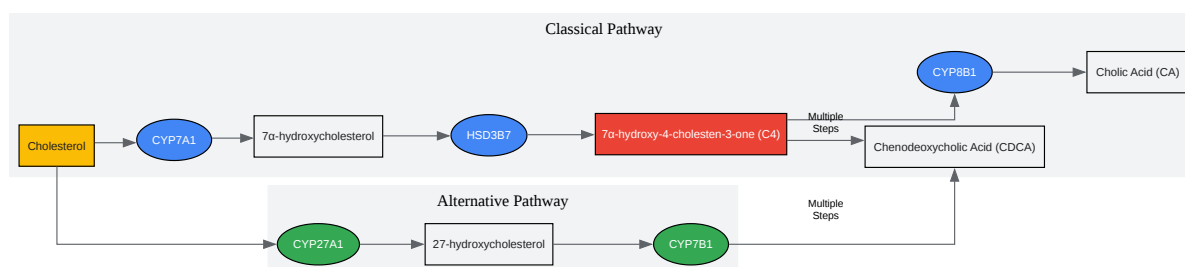 Classical Pathway
CYP8B1
Cholic Acid (CA)
Cholesterol
CYP7A1
7α-hydroxycholesterol
HSD3B7
7α-hydroxy-4-cholesten-3-one (C4)
Multiple
Steps
Chenodeoxycholic Acid (CDCA)
Alternative Pathway
Multiple
Steps
CYP27A1
27-hydroxycholesterol
CYP7B1